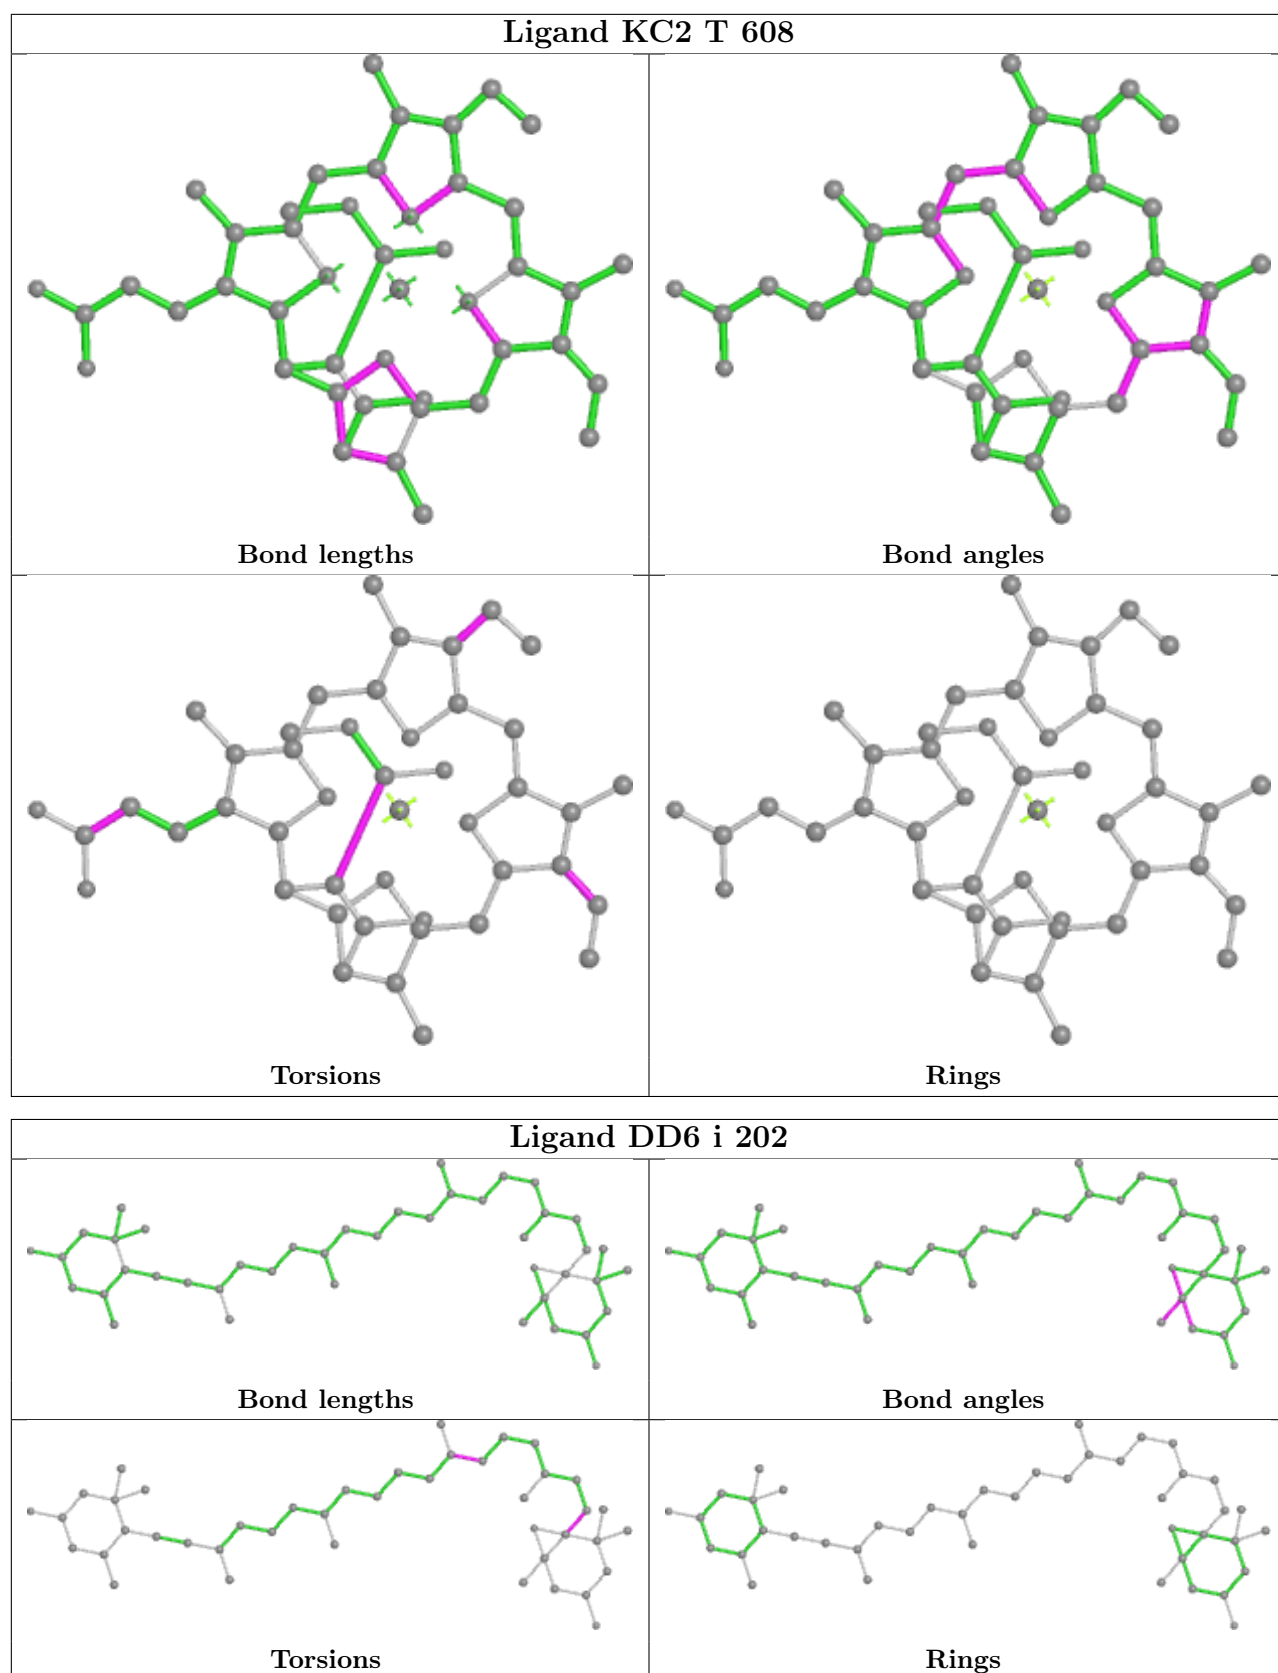 Ligand KC2 T 608
Bond lengths
Bond angles
Torsions
Rings
Ligand DD6 i 202
Bond lengths
Bond angles
Torsions
Rings